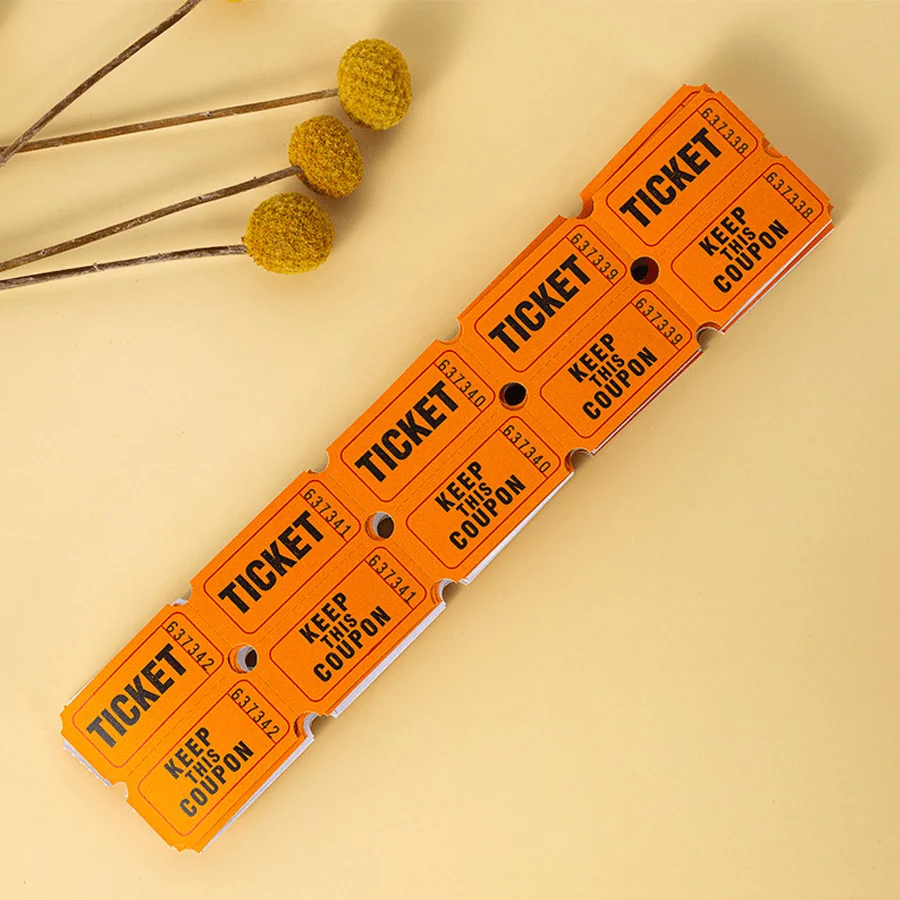 637338
TICKET
637338
KEEP
THIS
COUPON
637339
TICKET
637339
KEEP
THIS
COUPON
637340
TICKET
637340
KEEP
THIS
COUPON
637341
TICKET
637341
KEEP
THIS
COUPON
637342
TICKET
637342
KEEP
THIS
COUPON